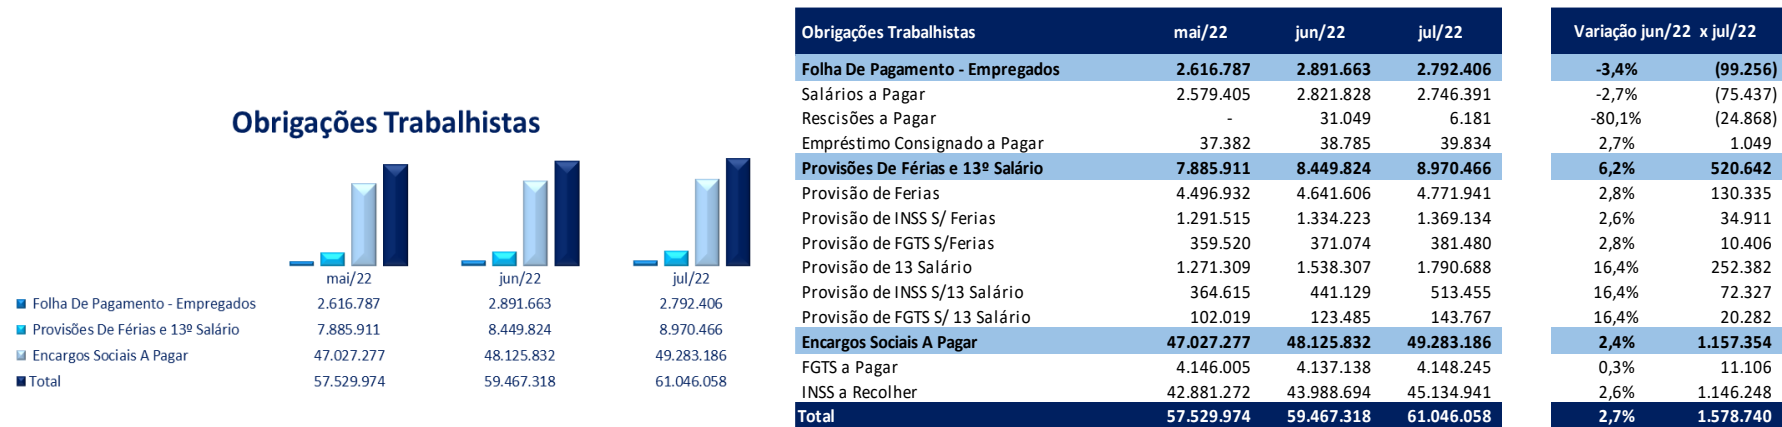 Obrigações Trabalhistas
mai/22 jun/22 jul/22
Folha De Pagamento - Empregados 2.616.787 2.891.663 2.792.406
Provisões De Férias e 13º Salário 7.885.911 8.449.824 8.970.466
Encargos Sociais A Pagar 47.027.277 48.125.832 49.283.186
Total 57.529.974 59.467.318 61.046.058
Obrigações Trabalhistas mai/22 jun/22 jul/22 Variação jun/22 x jul/22
Folha De Pagamento - Empregados 2.616.787 2.891.663 2.792.406 -3,4% (99.256)
Salários a Pagar 2.579.405 2.821.828 2.746.391 -2,7% (75.437)
Rescisões a Pagar - 31.049 6.181 -80,1% (24.868)
Empréstimo Consignado a Pagar 37.382 38.785 39.834 2,7% 1.049
Provisões De Férias e 13º Salário 7.885.911 8.449.824 8.970.466 6,2% 520.642
Provisão de Ferias 4.496.932 4.641.606 4.771.941 2,8% 130.335
Provisão de INSS S/ Ferias 1.291.515 1.334.223 1.369.134 2,6% 34.911
Provisão de FGTS S/Ferias 359.520 371.074 381.480 2,8% 10.406
Provisão de 13 Salário 1.271.309 1.538.307 1.790.688 16,4% 252.382
Provisão de INSS S/13 Salário 364.615 441.129 513.455 16,4% 72.327
Provisão de FGTS S/ 13 Salário 102.019 123.485 143.767 16,4% 20.282
Encargos Sociais A Pagar 47.027.277 48.125.832 49.283.186 2,4% 1.157.354
FGTS a Pagar 4.146.005 4.137.138 4.148.245 0,3% 11.106
INSS a Recolher 42.881.272 43.988.694 45.134.941 2,6% 1.146.248
Total 57.529.974 59.467.318 61.046.058 2,7% 1.578.740